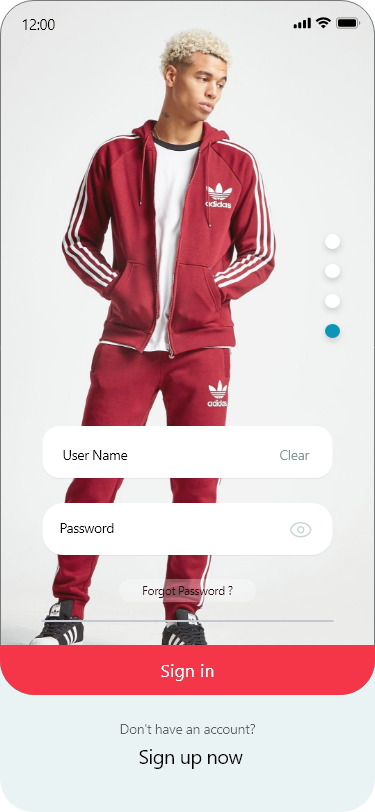 12:00
adidas
adidas
User Name
Clear
Password
Forgot Password ?
Sign in
Don't have an account?
Sign up now